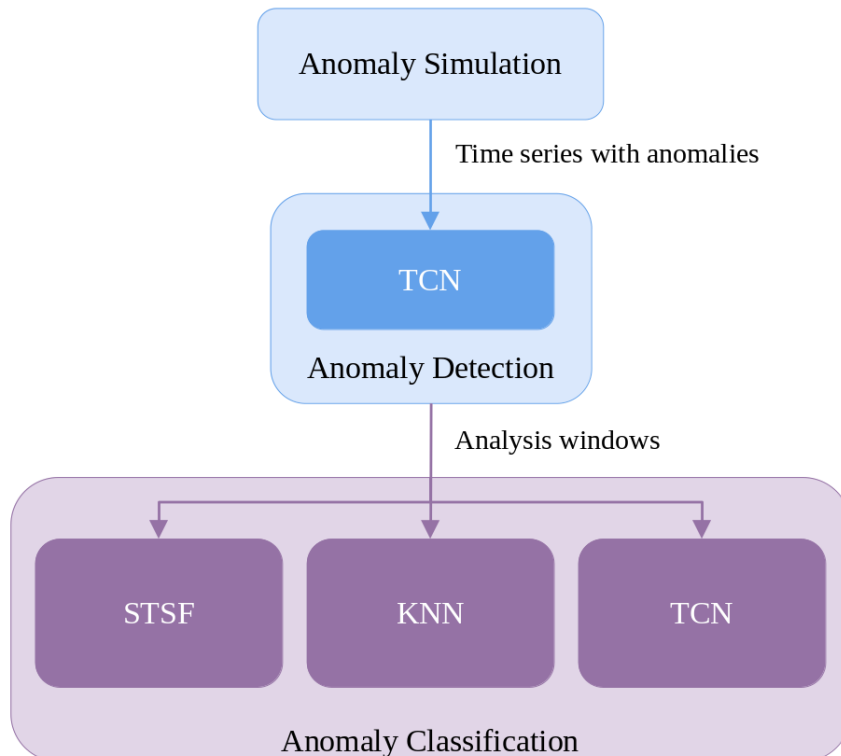 Anomaly Simulation
Time series with anomalies
TCN
Anomaly Detection
Analysis windows
STSF
KNN
TCN
Anomaly Classification